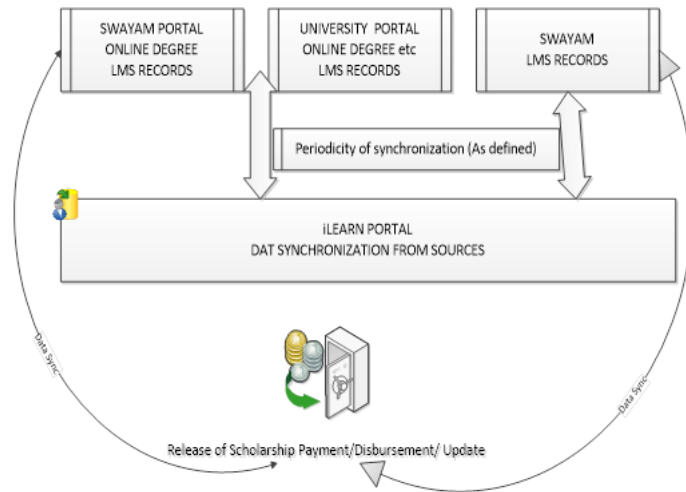 SWAYAM PORTAL
ONLINE DEGREE
LMS RECORDS
UNIVERSITY PORTAL
ONLINE DEGREE etc
LMS RECORDS
SWAYAM
LMS RECORDS
Periodicity of synchronization (As defined)
iLEARN PORTAL
DAT SYNCHRONIZATION FROM SOURCES
Data Sync
Data Sync
Release of Scholarship Payment/Disbursement/ Update